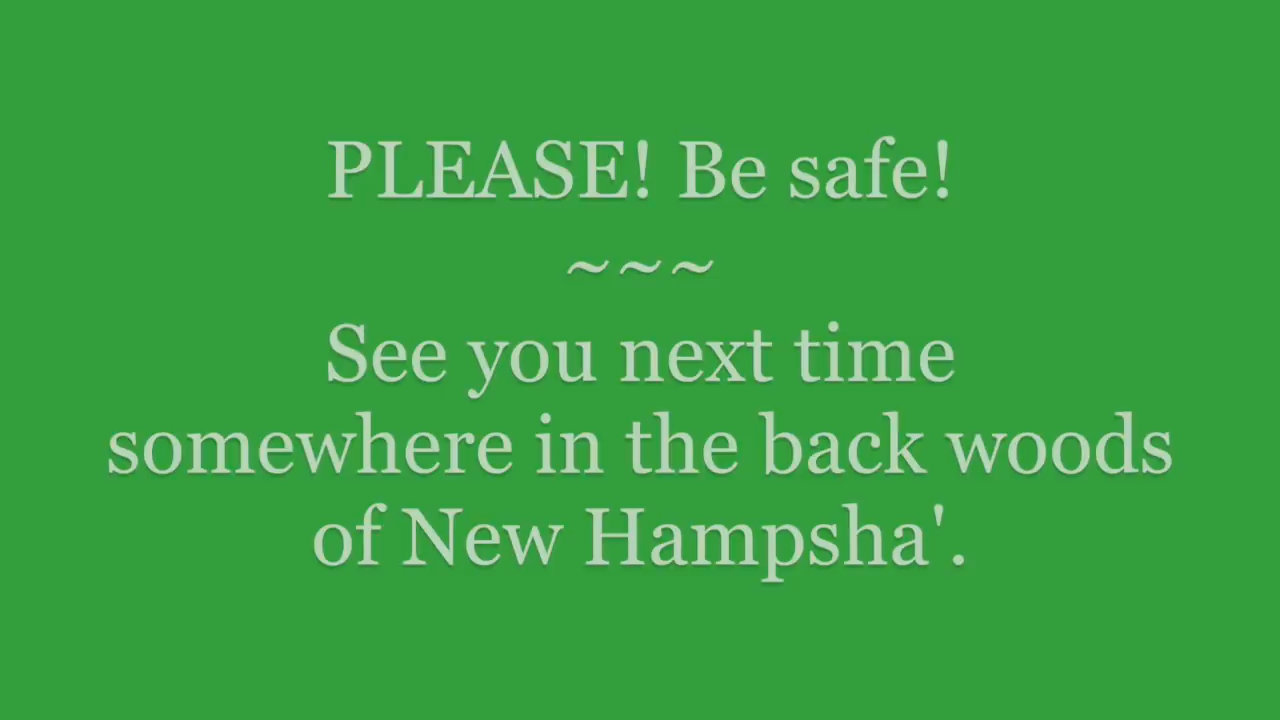 PLEASE! Be safe!
~~~
See you next time
somewhere in the back woods
of New Hampsha'.